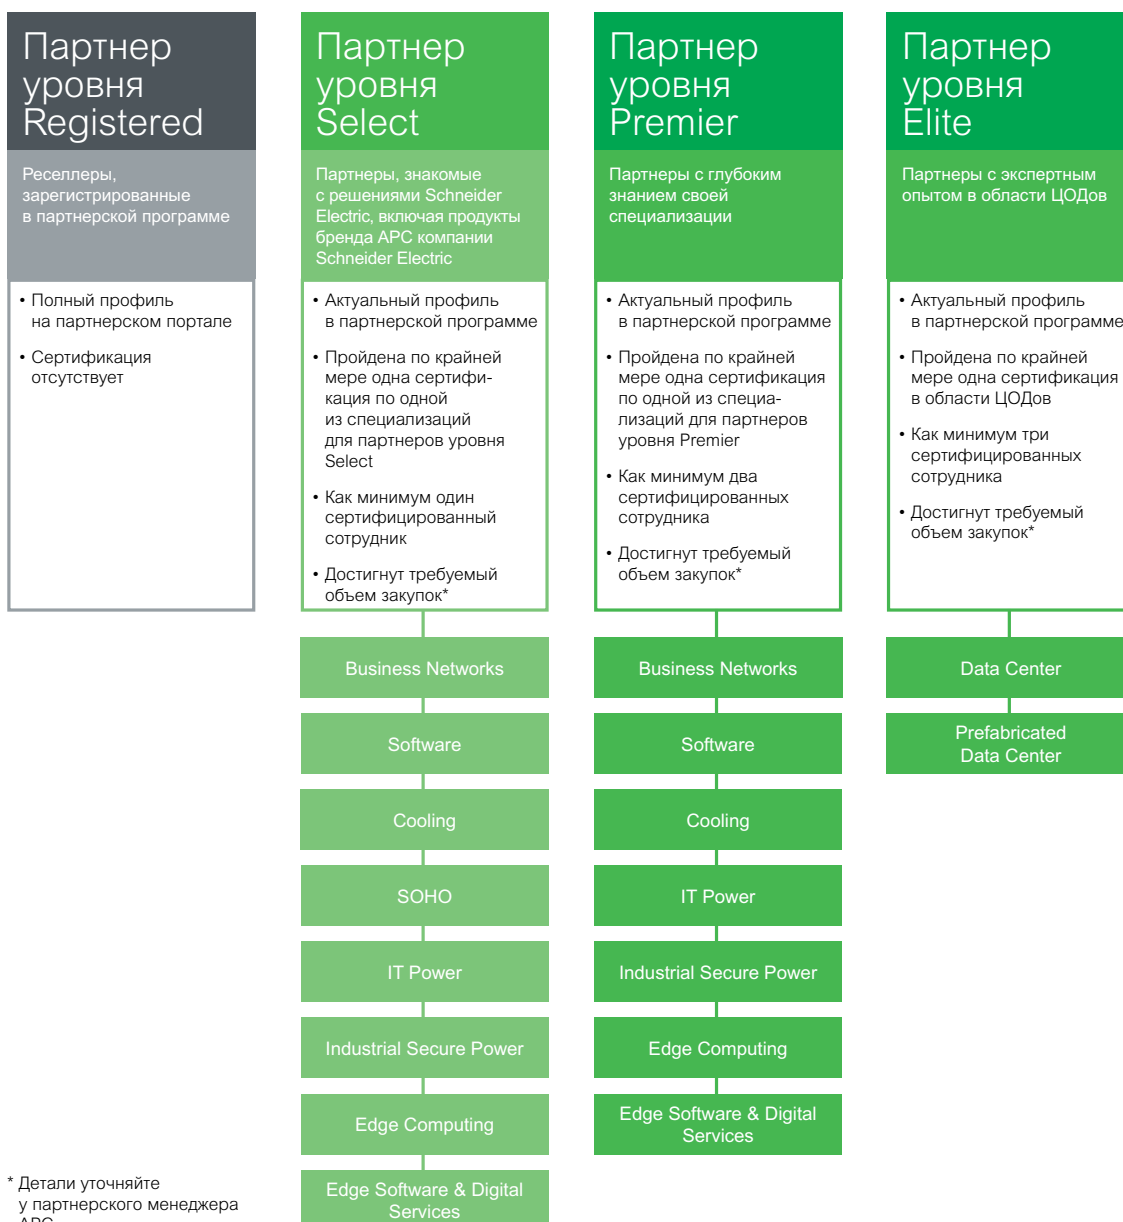 Партнер
уровня
Registered
Реселлеры,
зарегистрированные
в партнерской программе
• Полный профиль
на партнерском портале
• Сертификация
отсутствует
Партнер
уровня
Select
Партнеры, знакомые
с решениями Schneider
Electric, включая продукты
бренда APC компании
Schneider Electric
• Актуальный профиль
в партнерской программе
• Пройдена по крайней
мере одна сертифи-
кация по одной
из специализаций
для партнеров уровня
Select
• Как минимум один
сертифицированный
сотрудник
• Достигнут требуемый
объем закупок*
Business Networks
Software
Cooling
SOHO
IT Power
Industrial Secure Power
Edge Computing
Edge Software & Digital
Services
Партнер
уровня
Premier
Партнеры с глубоким
знанием своей
специализации
• Актуальный профиль
в партнерской программе
• Пройдена по крайней
мере одна сертификация
по одной из специа-
лизаций для партнеров
уровня Premier
• Как минимум два
сертифицированных
сотрудника
• Достигнут требуемый
объем закупок*
Business Networks
Software
Cooling
IT Power
Industrial Secure Power
Edge Computing
Edge Software & Digital
Services
Партнер
уровня
Elite
Партнеры с экспертным
опытом в области ЦОДов
• Актуальный профиль
в партнерской программе
• Пройдена по крайней
мере одна сертификация
в области ЦОДов
• Как минимум три
сертифицированных
сотрудника
• Достигнут требуемый
объем закупок*
Data Center
Prefabricated
Data Center
* Детали уточняйте
у партнерского менеджера